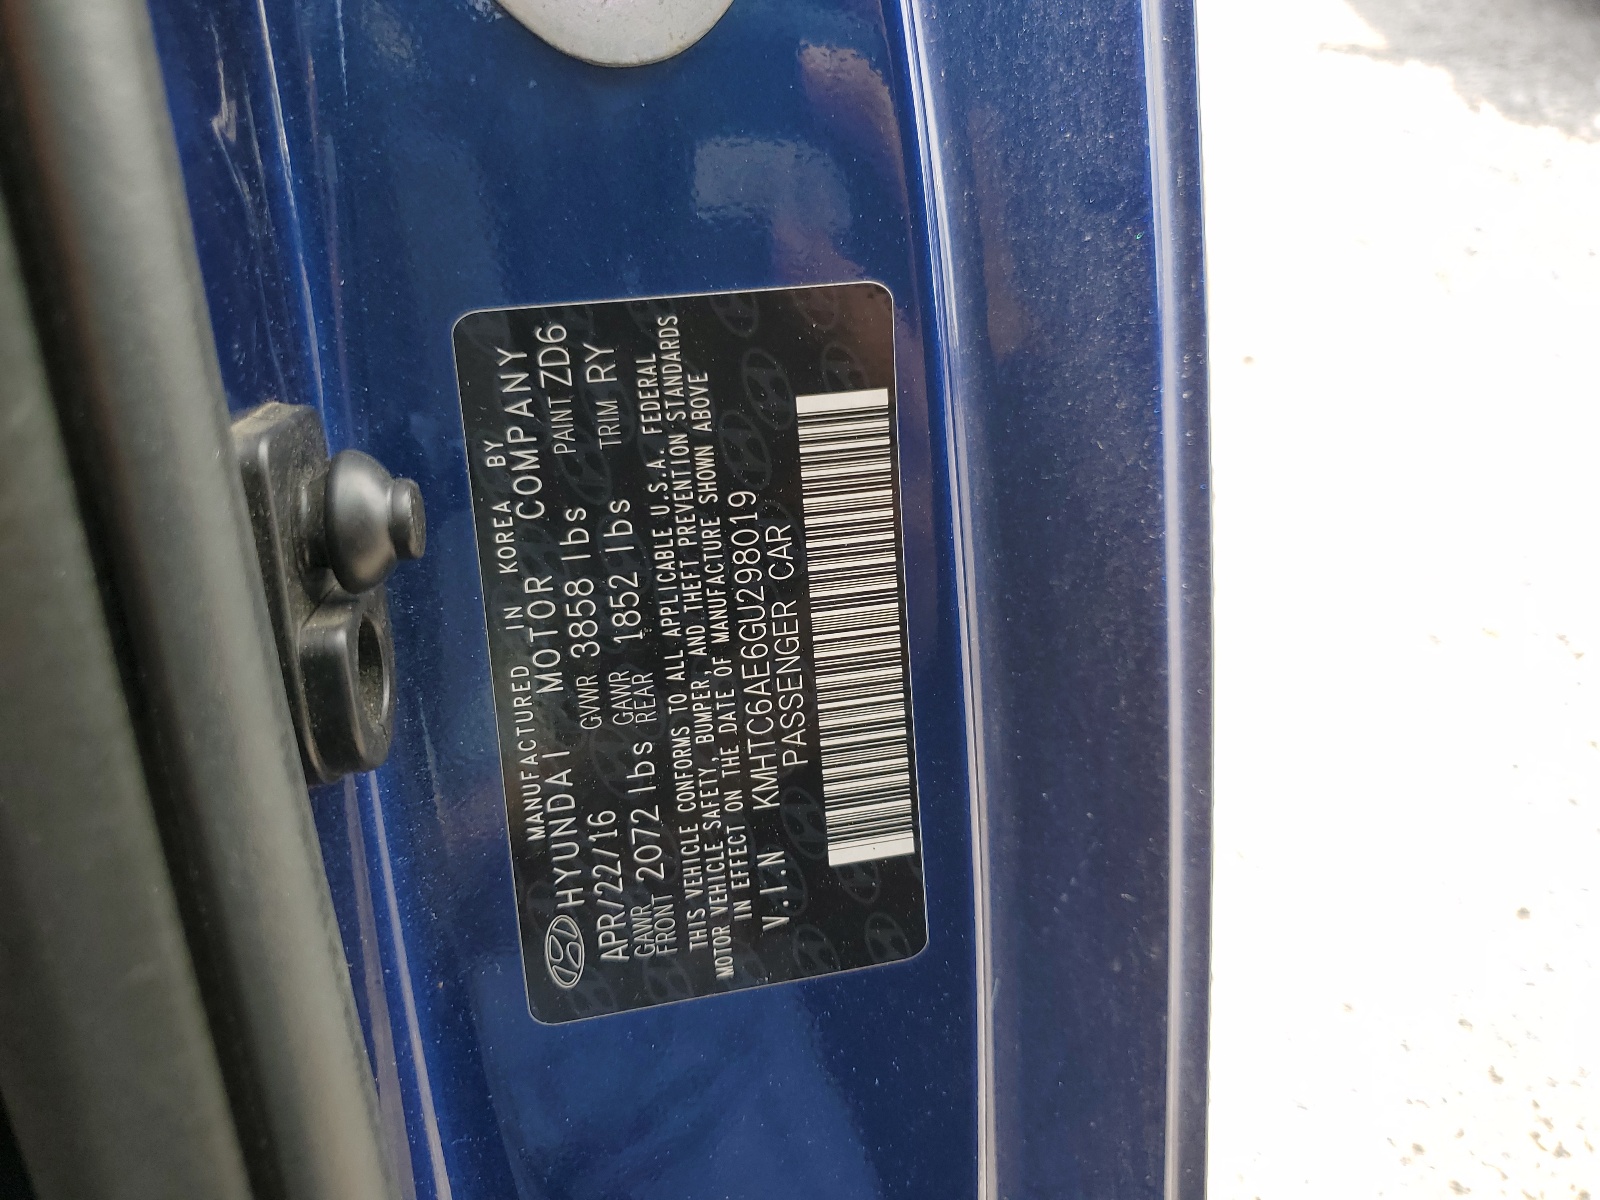 MANUFACTURED IN KOREA BY
HYUNDAI MOTOR COMPANY
APR/22/16 GVWR 3858 lbs PAINT ZD6
GAWR FRONT 2072 lbs GAWR REAR 1852 lbs TRIM RY
THIS VEHICLE CONFORMS TO ALL APPLICABLE U.S.A. FEDERAL
MOTOR VEHICLE SAFETY, BUMPER, AND THEFT PREVENTION STANDARDS
IN EFFECT ON THE DATE OF MANUFACTURE SHOWN ABOVE
V.I.N KMHTC6AE6GU298019
PASSENGER CAR